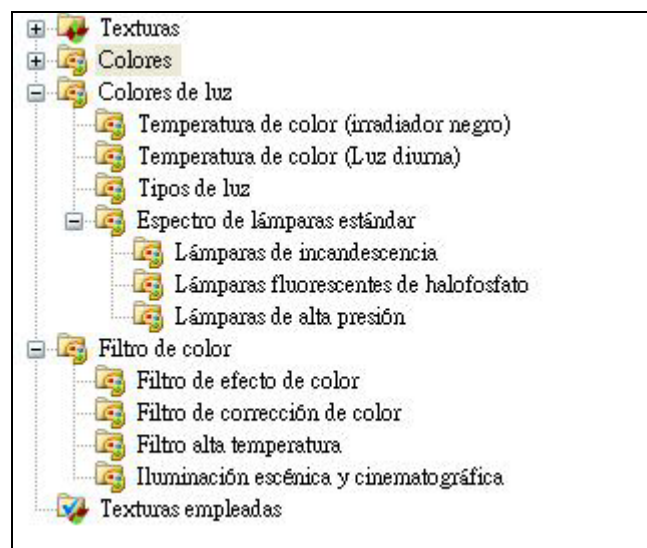 Texturas
Colores
Colores de luz
Temperatura de color (irradiador negro)
Temperatura de color (Luz diurna)
Tipos de luz
Espectro de lámparas estándar
Lámparas de incandescencia
Lámparas fluorescentes de halofosfato
Lámparas de alta presión
Filtro de color
Filtro de efecto de color
Filtro de corrección de color
Filtro alta temperatura
Iluminación escénica y cinematográfica
Texturas empleadas